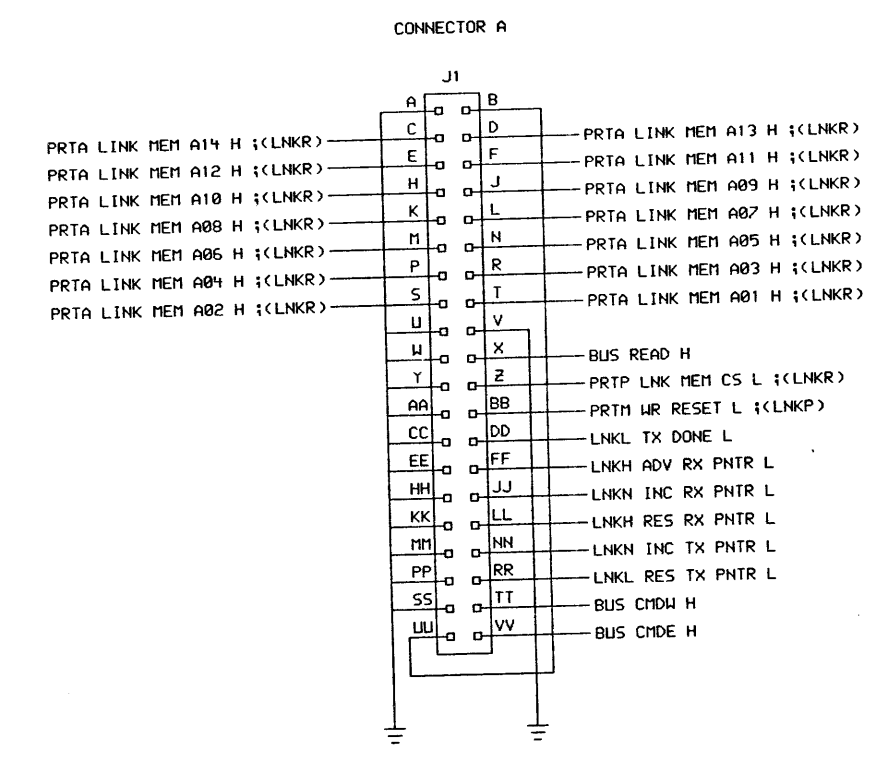 CONNECTOR A
J1
A B
PRTA LINK MEM A14 H ;(LNKR) C D PRTA LINK MEM A13 H ;(LNKR)
PRTA LINK MEM A12 H ;(LNKR) E F PRTA LINK MEM A11 H ;(LNKR)
PRTA LINK MEM A10 H ;(LNKR) H J PRTA LINK MEM A09 H ;(LNKR)
PRTA LINK MEM A08 H ;(LNKR) K L PRTA LINK MEM A07 H ;(LNKR)
PRTA LINK MEM A06 H ;(LNKR) M N PRTA LINK MEM A05 H ;(LNKR)
PRTA LINK MEM A04 H ;(LNKR) P R PRTA LINK MEM A03 H ;(LNKR)
PRTA LINK MEM A02 H ;(LNKR) S T PRTA LINK MEM A01 H ;(LNKR)
U V
W X BUS READ H
Y Z PRTP LNK MEM CS L ;(LNKR)
AA BB PRTM WR RESET L ;(LNKP)
CC DD LNKL TX DONE L
EE FF LNKH ADV RX PNTR L
HH JJ LNKN INC RX PNTR L
KK LL LNKH RES RX PNTR L
MM NN LNKN INC TX PNTR L
PP RR LNKL RES TX PNTR L
SS TT BUS CMDW H
UU VV BUS CMDE H